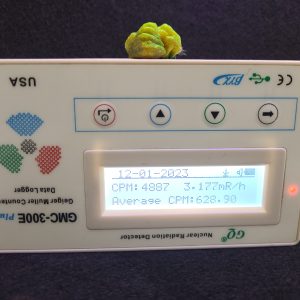 GQ® Nuclear Radiation Detector
12-01-2023
CPM:4887 3.177mR/h
Average CPM:628.90
GMC-300E Plus
Geiger Muller Counter
Data Logger
USA
CE